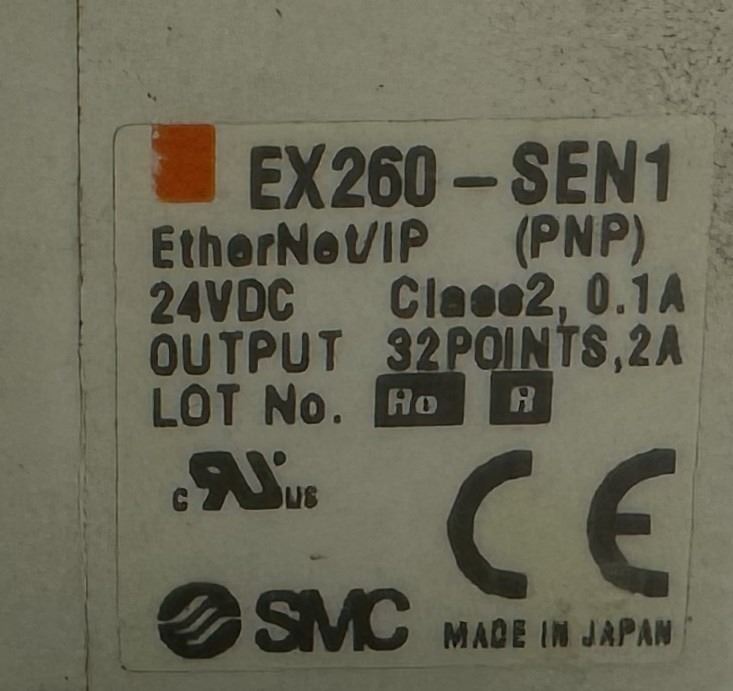 EX260-SEN1
EtherNet/IP (PNP)
24VDC Class2, 0.1A
OUTPUT 32POINTS,2A
LOT No.
c RU us
CE
SMC MADE IN JAPAN